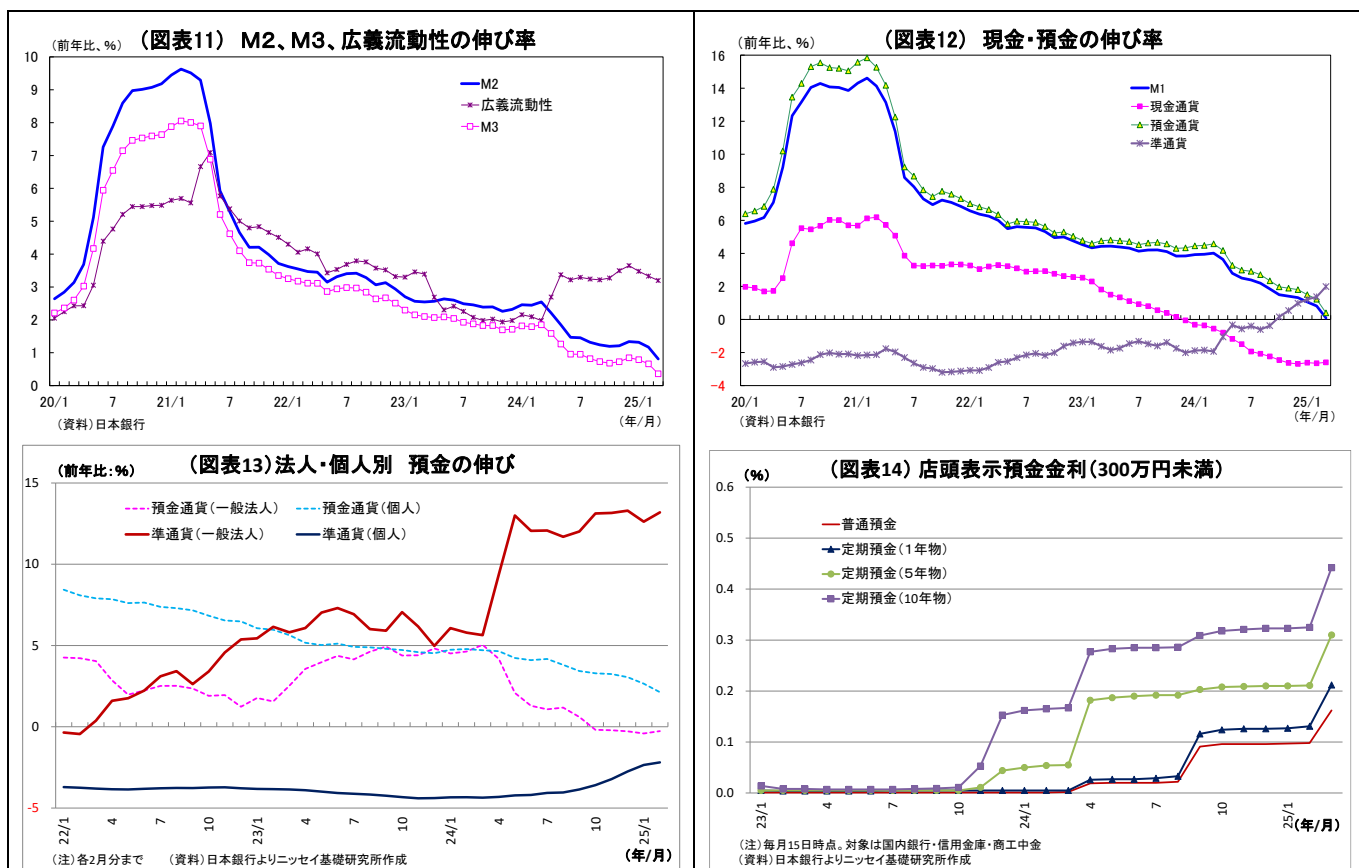 (図表11) M2、M3、広義流動性の伸び率
(前年比、%)
M2
広義流動性
M3
10
9
8
7
6
5
4
3
2
1
0
20/1 7 21/1 7 22/1 7 23/1 7 24/1 7 25/1
(資料)日本銀行
(年/月)
(図表12) 現金・預金の伸び率
(前年比、%)
M1
現金通貨
預金通貨
準通貨
16
14
12
10
8
6
4
2
0
-2
-4
20/1 7 21/1 7 22/1 7 23/1 7 24/1 7 25/1
(資料)日本銀行
(年/月)
(図表13)法人・個人別 預金の伸び
(前年比:%)
預金通貨(一般法人) 預金通貨(個人)
準通貨(一般法人) 準通貨(個人)
15
10
5
0
-5
22/1 4 7 10 23/1 4 7 10 24/1 4 7 10 25/1
(年/月)
(注)各2月分まで (資料)日本銀行よりニッセイ基礎研究所作成
(図表14) 店頭表示預金金利(300万円未満)
(%)
普通預金
定期預金(1年物)
定期預金(5年物)
定期預金(10年物)
0.6
0.5
0.4
0.3
0.2
0.1
0.0
23/1 4 7 10 24/1 4 7 10 25/1
(年/月)
(注)毎月15日時点。対象は国内銀行・信用金庫・商工中金
(資料)日本銀行よりニッセイ基礎研究所作成